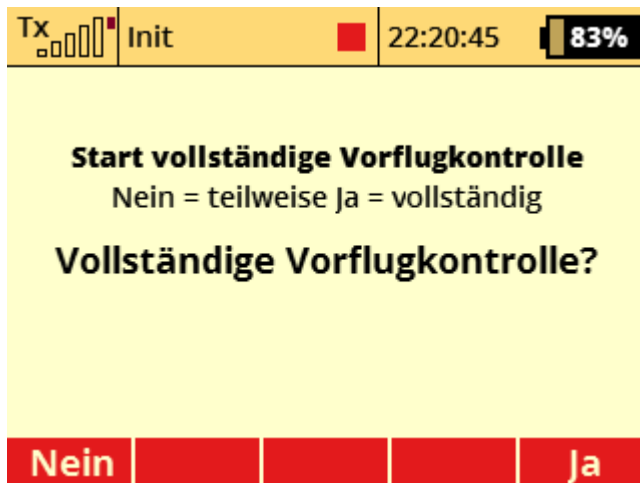 Tx Init 22:20:45 83%
Start vollständige Vorflugkontrolle
Nein = teilweise Ja = vollständig
Vollständige Vorflugkontrolle?
Nein Ja